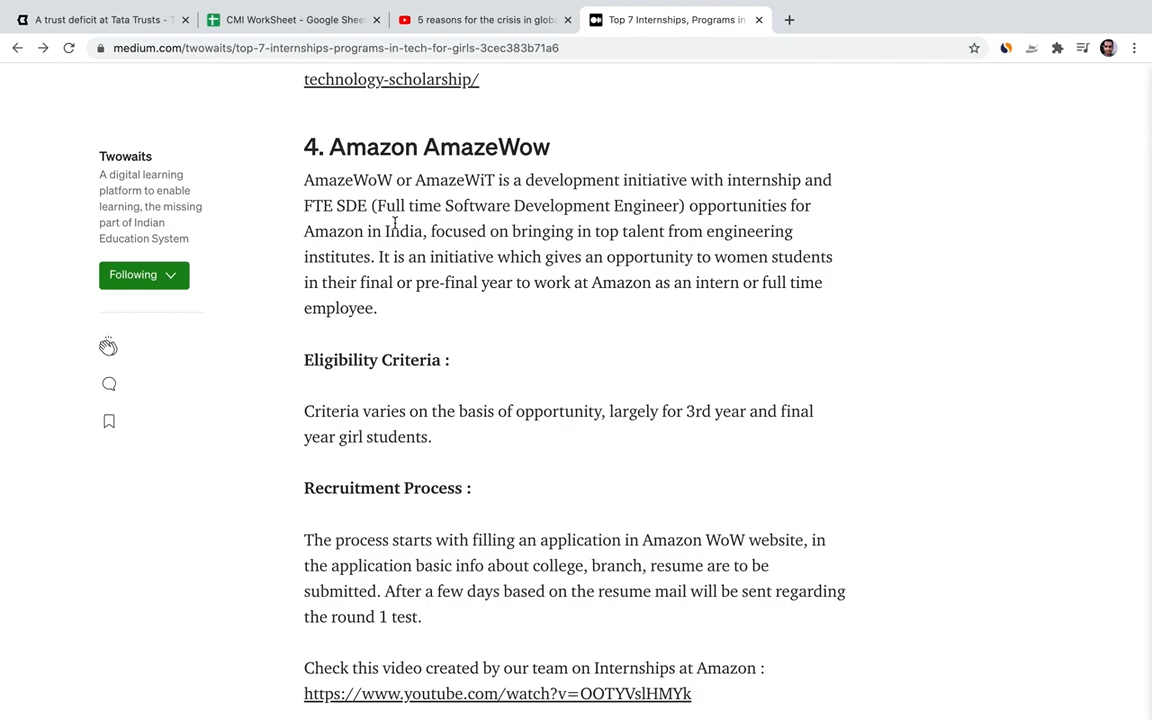 A trust deficit at Tata Trusts -
CMI WorkSheet - Google Shee
5 reasons for the crisis in glob
Top 7 Internships, Programs in
medium.com/twowaits/top-7-internships-programs-in-tech-for-girls-3cec383b71a6
technology-scholarship/
4. Amazon AmazeWow
Twowaits
A digital learning
platform to enable
learning, the missing
part of Indian
Education System
Following
AmazeWoW or AmazeWiT is a development initiative with internship and
FTE SDE (Full time Software Development Engineer) opportunities for
Amazon in India, focused on bringing in top talent from engineering
institutes. It is an initiative which gives an opportunity to women students
in their final or pre-final year to work at Amazon as an intern or full time
employee.
Eligibility Criteria :
Criteria varies on the basis of opportunity, largely for 3rd year and final
year girl students.
Recruitment Process :
The process starts with filling an application in Amazon WoW website, in
the application basic info about college, branch, resume are to be
submitted. After a few days based on the resume mail will be sent regarding
the round 1 test.
Check this video created by our team on Internships at Amazon :
https://www.youtube.com/watch?v=OOTYVslHMYk